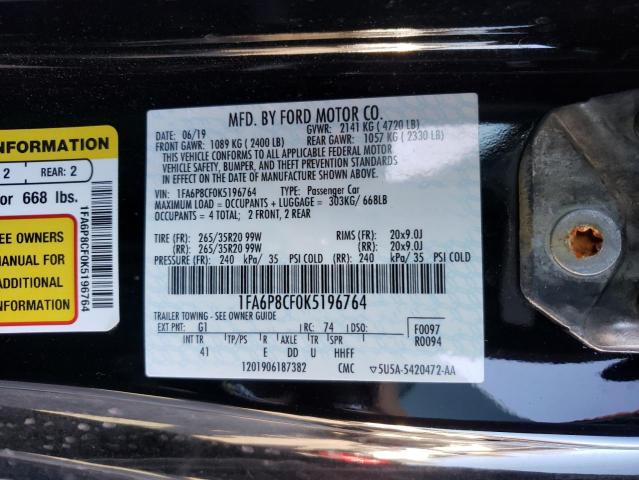 INFORMATION
2 REAR: 2
or 668 lbs.
EE OWNERS
MANUAL FOR
ADDITIONAL
INFORMATION
1FA6P8CF0K5196764
MFD. BY FORD MOTOR CO.
06/19 GVWR: 2141 KG ( 4720 LB)
FRONT GAWR: 1089 KG ( 2400 LB) REAR GAWR: 1057 KG ( 2330 LB)
THIS VEHICLE CONFORMS TO ALL APPLICABLE FEDERAL MOTOR
VEHICLE SAFETY, BUMPER, AND THEFT PREVENTION STANDARDS IN
EFFECT ON THE DATE OF MANUFACTURE SHOWN ABOVE.
VIN: 1FA6P8CF0K5196764 TYPE: Passenger Car
MAXIMUM LOAD = OCCUPANTS + LUGGAGE = 303KG/ 668LB
OCCUPANTS = 4 TOTAL; 2 FRONT, 2 REAR
TIRE (FR): 265/35R20 99W RIMS (FR): 20x9.0J
(RR): 265/35R20 99W (RR): 20x9.0J
PRESSURE (FR): 240 kPa/ 35 PSI COLD (RR): 240 kPa/ 35 PSI COLD
1FA6P8CF0K5196764
TRAILER TOWING - SEE OWNER GUIDE
EXT PNT: G1 RC: 74 DSO: F0097
INT TR TP/PS R AXLE TR SPR R0094
41 E DD U HHFF
1201906187382 CMC ▽5U5A-5420472-AA